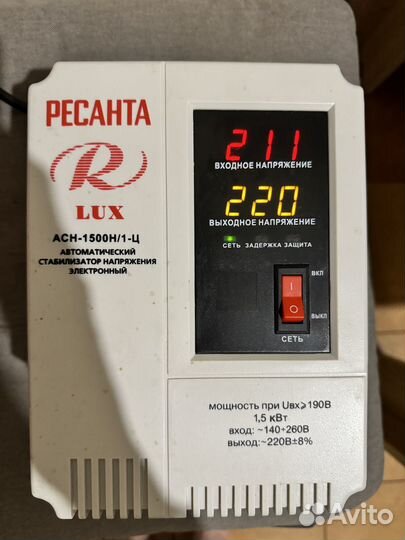 РЕСАНТА
R
LUX
АСН-1500Н/1-Ц
АВТОМАТИЧЕСКИЙ
СТАБИЛИЗАТОР НАПРЯЖЕНИЯ
ЭЛЕКТРОННЫЙ
211
ВХОДНОЕ НАПРЯЖЕНИЕ
220
ВЫХОДНОЕ НАПРЯЖЕНИЕ
СЕТЬ ЗАДЕРЖКА ЗАЩИТА
ВКЛ
ВЫКЛ
СЕТЬ
мощность при Uвх⩾190В
1,5 кВт
вход: ~140÷260В
выход:~220В±8%
Avito